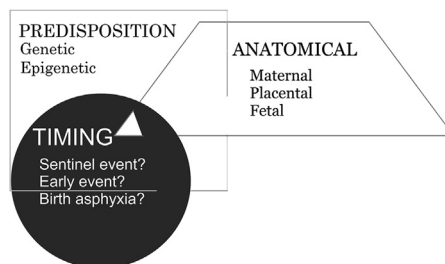 PREDISPOSITION
Genetic
Epigenetic
ANATOMICAL
Maternal
Placental
Fetal
TIMING
Sentinel event?
Early event?
Birth asphyxia?